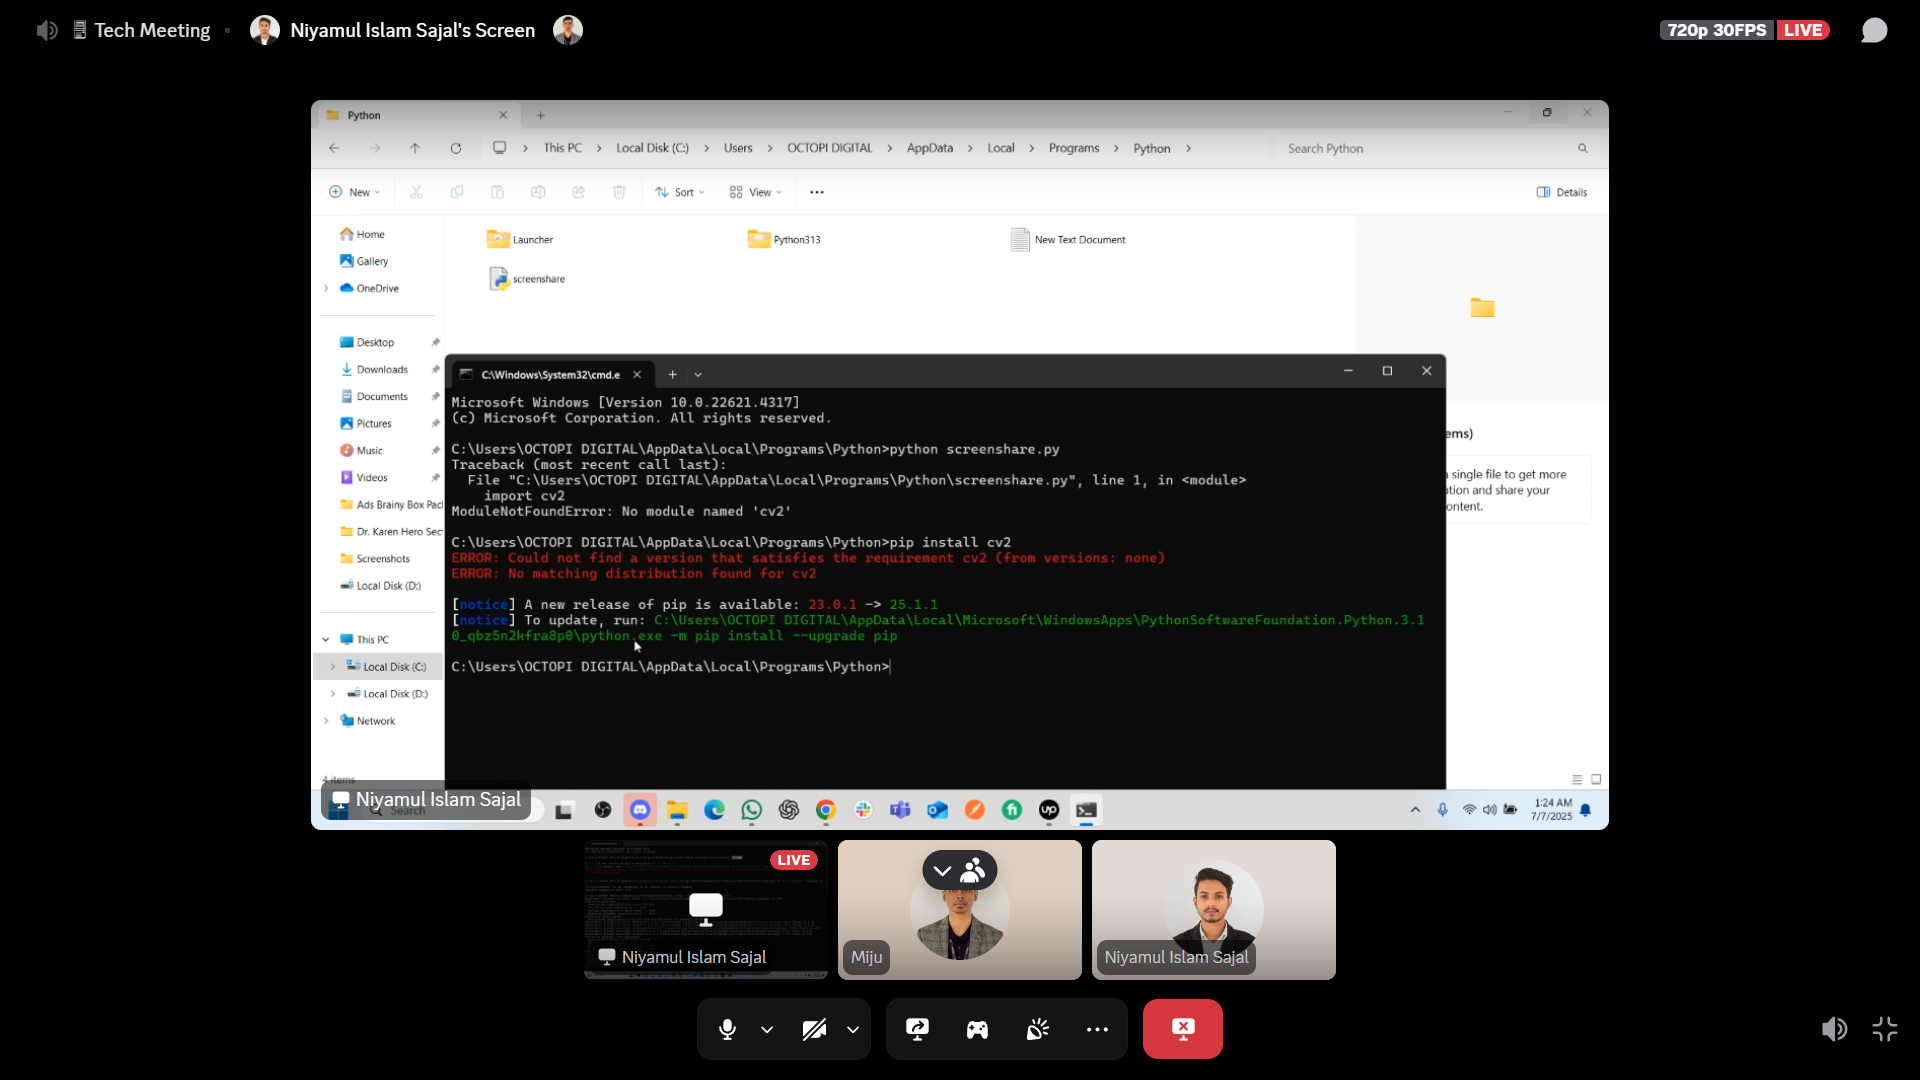 Tech Meeting
Niyamul Islam Sajal's Screen
720p 30FPS LIVE
Python
This PC > Local Disk (C:) > Users > OCTOPI DIGITAL > AppData > Local > Programs > Python >
Search Python
New
Sort
View
Details
Home
Gallery
OneDrive
Desktop
Downloads
Documents
Pictures
Music
Videos
Ads Brainy Box Pac
Dr. Karen Hero Sec
Screenshots
Local Disk (D:)
This PC
Local Disk (C:)
Local Disk (D:)
Network
4 items
Launcher
Python313
New Text Document
screenshare
ems)
single file to get more
tion and share your
ontent.
C:\Windows\System32\cmd.e
Microsoft Windows [Version 10.0.22621.4317]
(c) Microsoft Corporation. All rights reserved.
C:\Users\OCTOPI DIGITAL\AppData\Local\Programs\Python>python screenshare.py
Traceback (most recent call last):
File "C:\Users\OCTOPI DIGITAL\AppData\Local\Programs\Python\screenshare.py", line 1, in <module>
import cv2
ModuleNotFoundError: No module named 'cv2'
C:\Users\OCTOPI DIGITAL\AppData\Local\Programs\Python>pip install cv2
ERROR: Could not find a version that satisfies the requirement cv2 (from versions: none)
ERROR: No matching distribution found for cv2
[notice] A new release of pip is available: 23.0.1 -> 25.1.1
[notice] To update, run: C:\Users\OCTOPI DIGITAL\AppData\Local\Microsoft\WindowsApps\PythonSoftwareFoundation.Python.3.1
0_qbz5n2kfra8p0\python.exe -m pip install --upgrade pip
C:\Users\OCTOPI DIGITAL\AppData\Local\Programs\Python>
Niyamul Islam Sajal
Search
1:24 AM
7/7/2025
LIVE
Niyamul Islam Sajal
Miju
Niyamul Islam Sajal